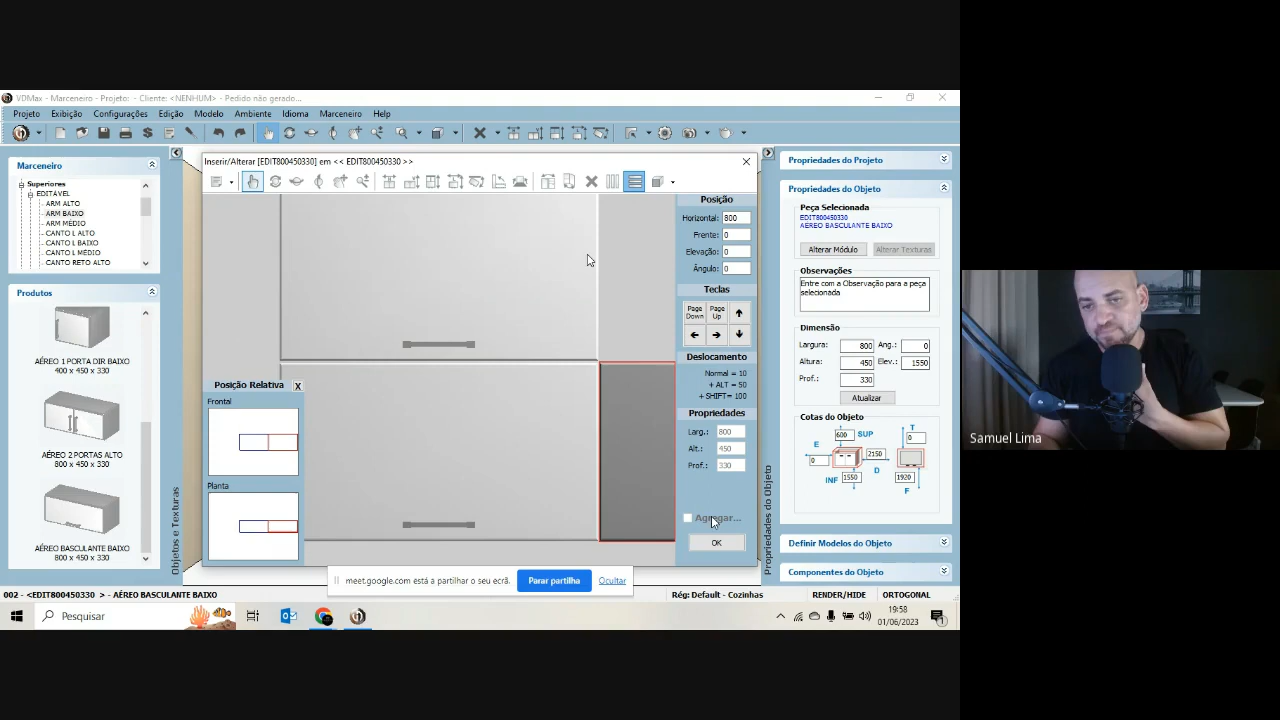 VDMax - Marceneiro - Projeto: - Cliente: <NENHUM> - Pedido não gerado...
Projeto Exibição Configurações Edição Modelo Ambiente Idioma Marceneiro Help
Marceneiro
Superiores
EDITÁVEL
ARM ALTO
ARM BAIXO
ARM MÉDIO
CANTO L ALTO
CANTO L BAIXO
CANTO L MÉDIO
CANTO RETO ALTO
Produtos
AÉREO 1 PORTA DIR BAIXO
400 x 450 x 330
AÉREO 2 PORTAS ALTO
800 x 450 x 330
AÉREO BASCULANTE BAIXO
800 x 450 x 330
Objetos e Texturas
Inserir/Alterar [EDIT800450330] em << EDIT800450330 >>
Posição Relativa X
Frontal
Planta
Posição
Horizontal: 800
Frente: 0
Elevação: 0
Ângulo: 0
Teclas
Page Down
Page Up
Deslocamento
Normal = 10
+ ALT = 50
+ SHIFT= 100
Propriedades
Larg.: 800
Alt.: 450
Prof.: 330
OK
Propriedades do Objeto
Propriedades do Projeto
Propriedades do Objeto
Peça Selecionada
EDIT800450330
AÉREO BASCULANTE BAIXO
Alterar Módulo Alterar Texturas
Observações
Entre com a Observação para a peça
selecionada
Dimensão
Largura: 800 Ang.: 0
Altura: 450 Elev.: 1550
Prof.: 330
Atualizar
Cotas do Objeto
600 SUP T 0
E 0 2150 D
INF 1550 1920 F
Definir Modelos do Objeto
Componentes do Objeto
meet.google.com está a partilhar o seu ecrã. Parar partilha Ocultar
002 - <EDIT800450330 > - AÉREO BASCULANTE BAIXO Rég: Default - Cozinhas RENDER/HIDE ORTOGONAL
Pesquisar
19:58
01/06/2023
1
Samuel Lima